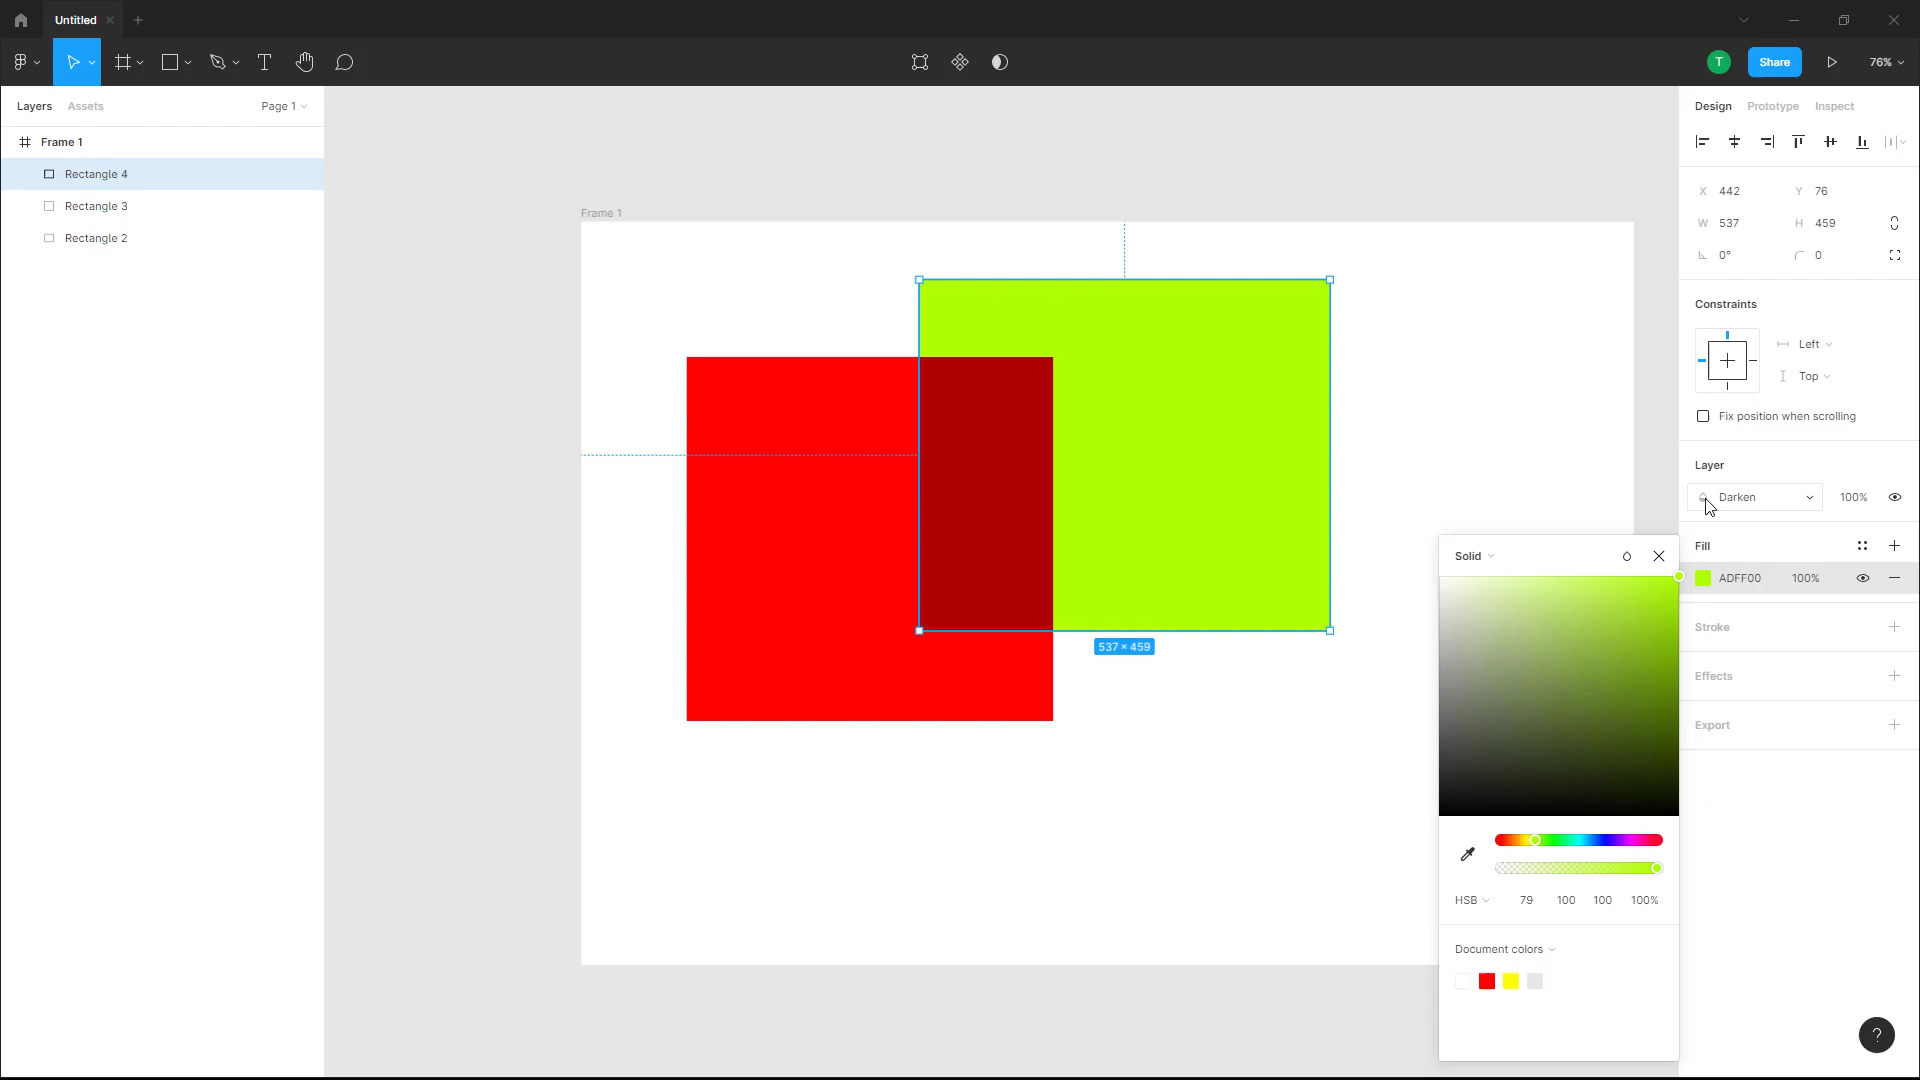 Untitled
T
Share
76%
Layers
Assets
Page 1
Design
Prototype
Inspect
Frame 1
Rectangle 4
Rectangle 3
Rectangle 2
Frame 1
537 × 459
X 442
Y 76
W 537
H 459
0°
0
Constraints
Left
Top
Fix position when scrolling
Layer
Darken
100%
Fill
ADFF00
100%
Stroke
Effects
Export
Solid
HSB
79
100
100
100%
Document colors
?